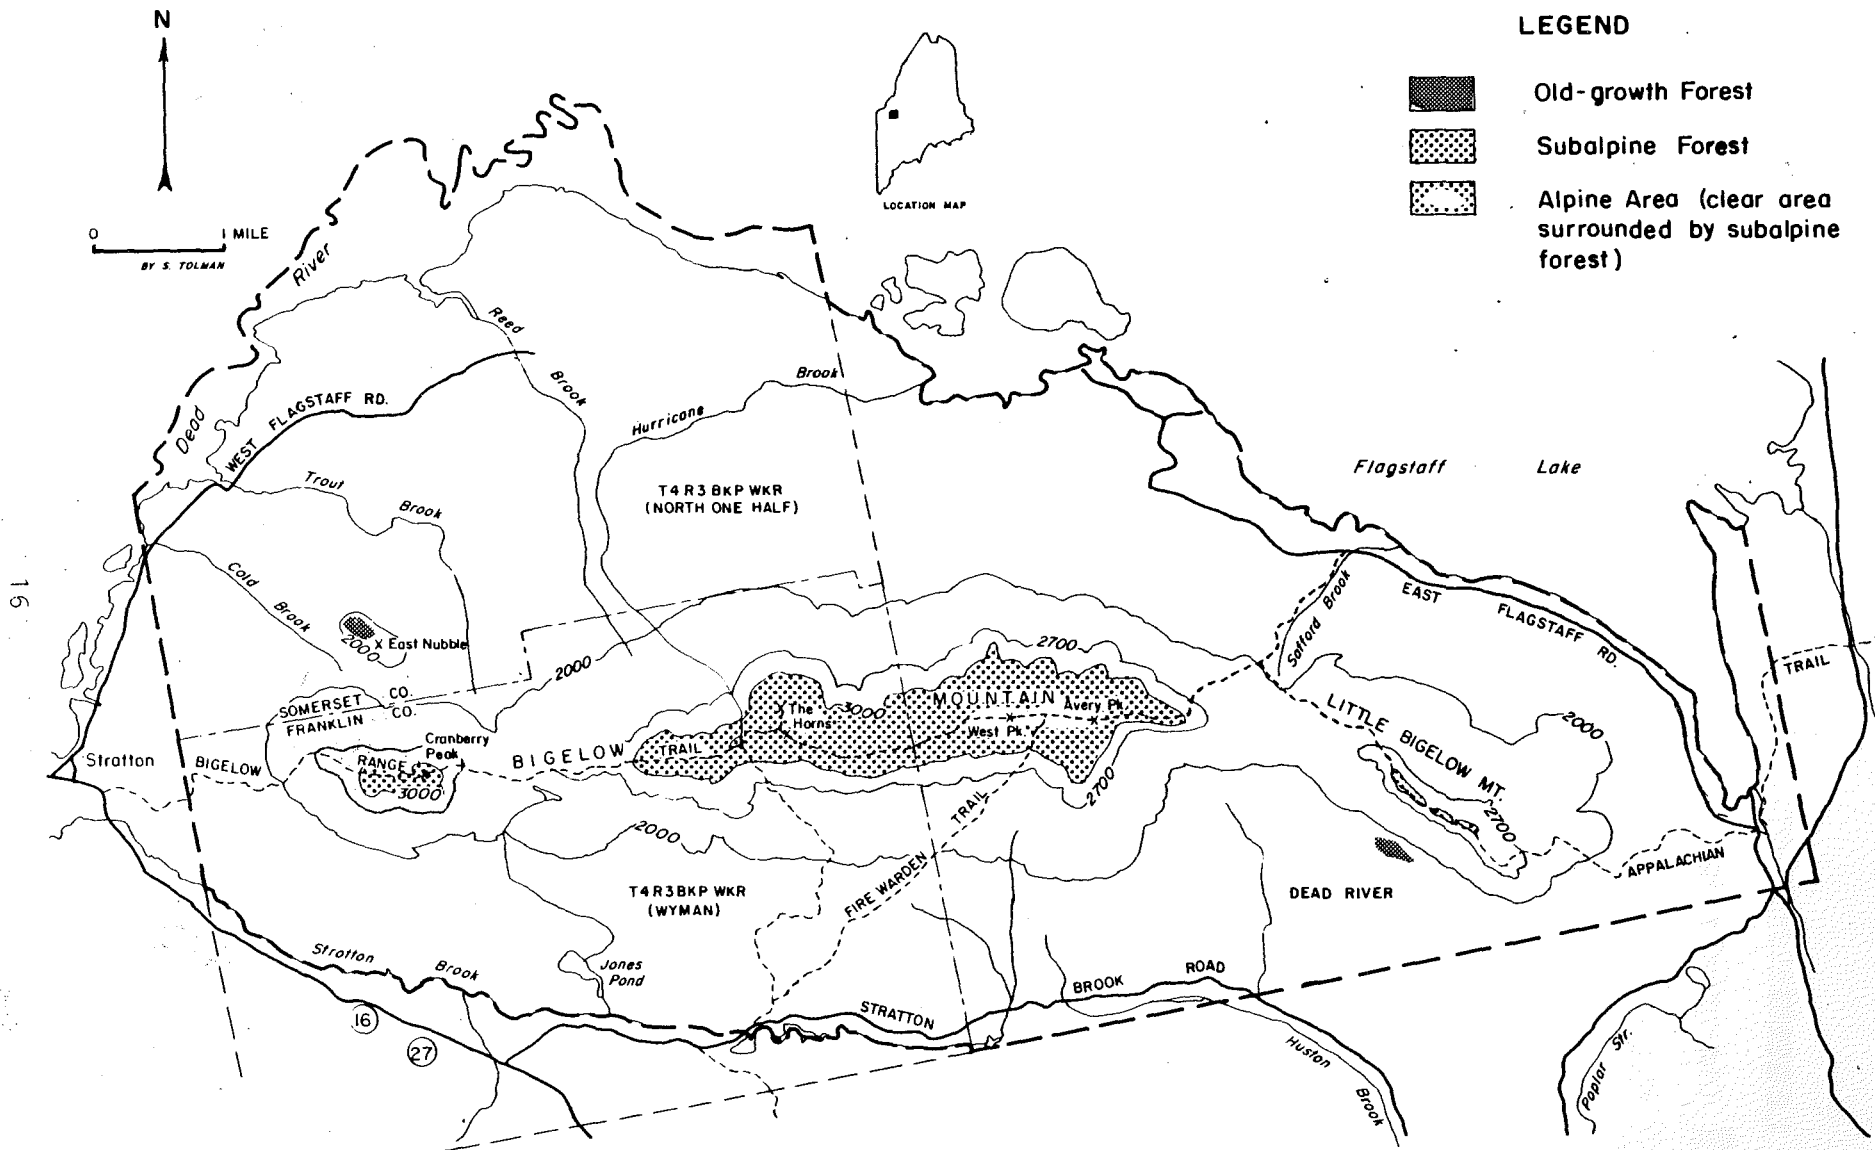 N
0 1 MILE
BY S. TOLMAN
LOCATION MAP
LEGEND
Old-growth Forest
Subalpine Forest
Alpine Area (clear area
surrounded by subalpine
forest)
River
Dead
Reed
Brook
WEST FLAGSTAFF RD.
Hurricane
Brook
Trout
Brook
Cold
Brook
T4 R3 BKP WKR
(NORTH ONE HALF)
Flagstaff Lake
2000
x East Nubble
SOMERSET CO.
FRANKLIN CO.
2000
2700
Safford Brook
EAST FLAGSTAFF RD.
TRAIL
16
Stratton
BIGELOW
RANGE
Cranberry
Peak
3000
BIGELOW
TRAIL
The
Horns
3000
MOUNTAIN
West Pk.
Avery Pk.
2700
LITTLE BIGELOW MT.
2000
2700
2000
TRAIL
FIRE WARDEN
APPALACHIAN
T4 R3 BKP WKR
(WYMAN)
DEAD RIVER
Stratton
Brook
Jones
Pond
STRATTON
BROOK
ROAD
16
27
Huston
Brook
Poplar Str.